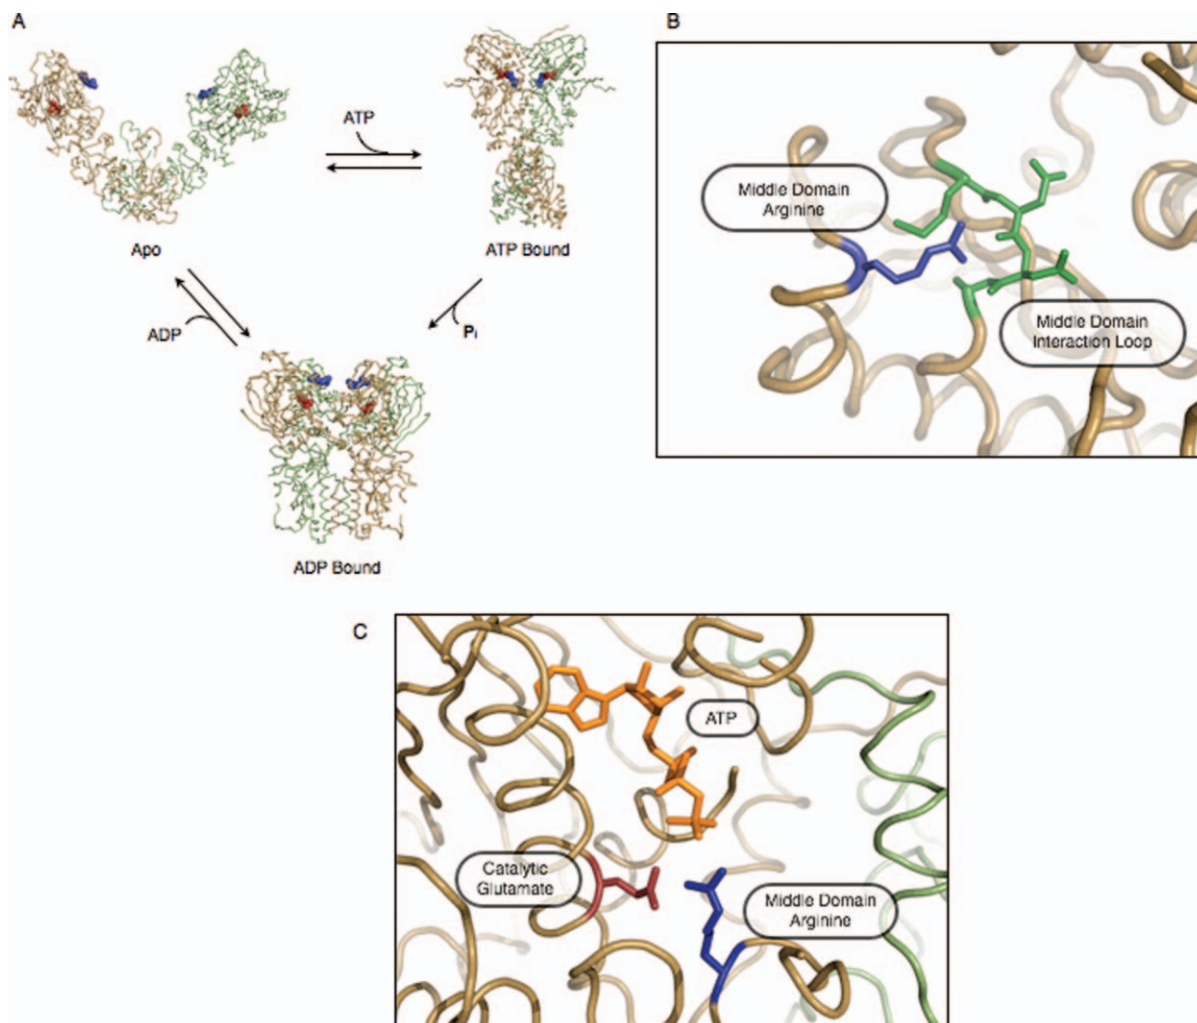 A
B
ATP
Apo
ATP Bound
ADP
Pi
ADP Bound
Middle Domain
Arginine
Middle Domain
Interaction Loop
C
ATP
Catalytic
Glutamate
Middle Domain
Arginine